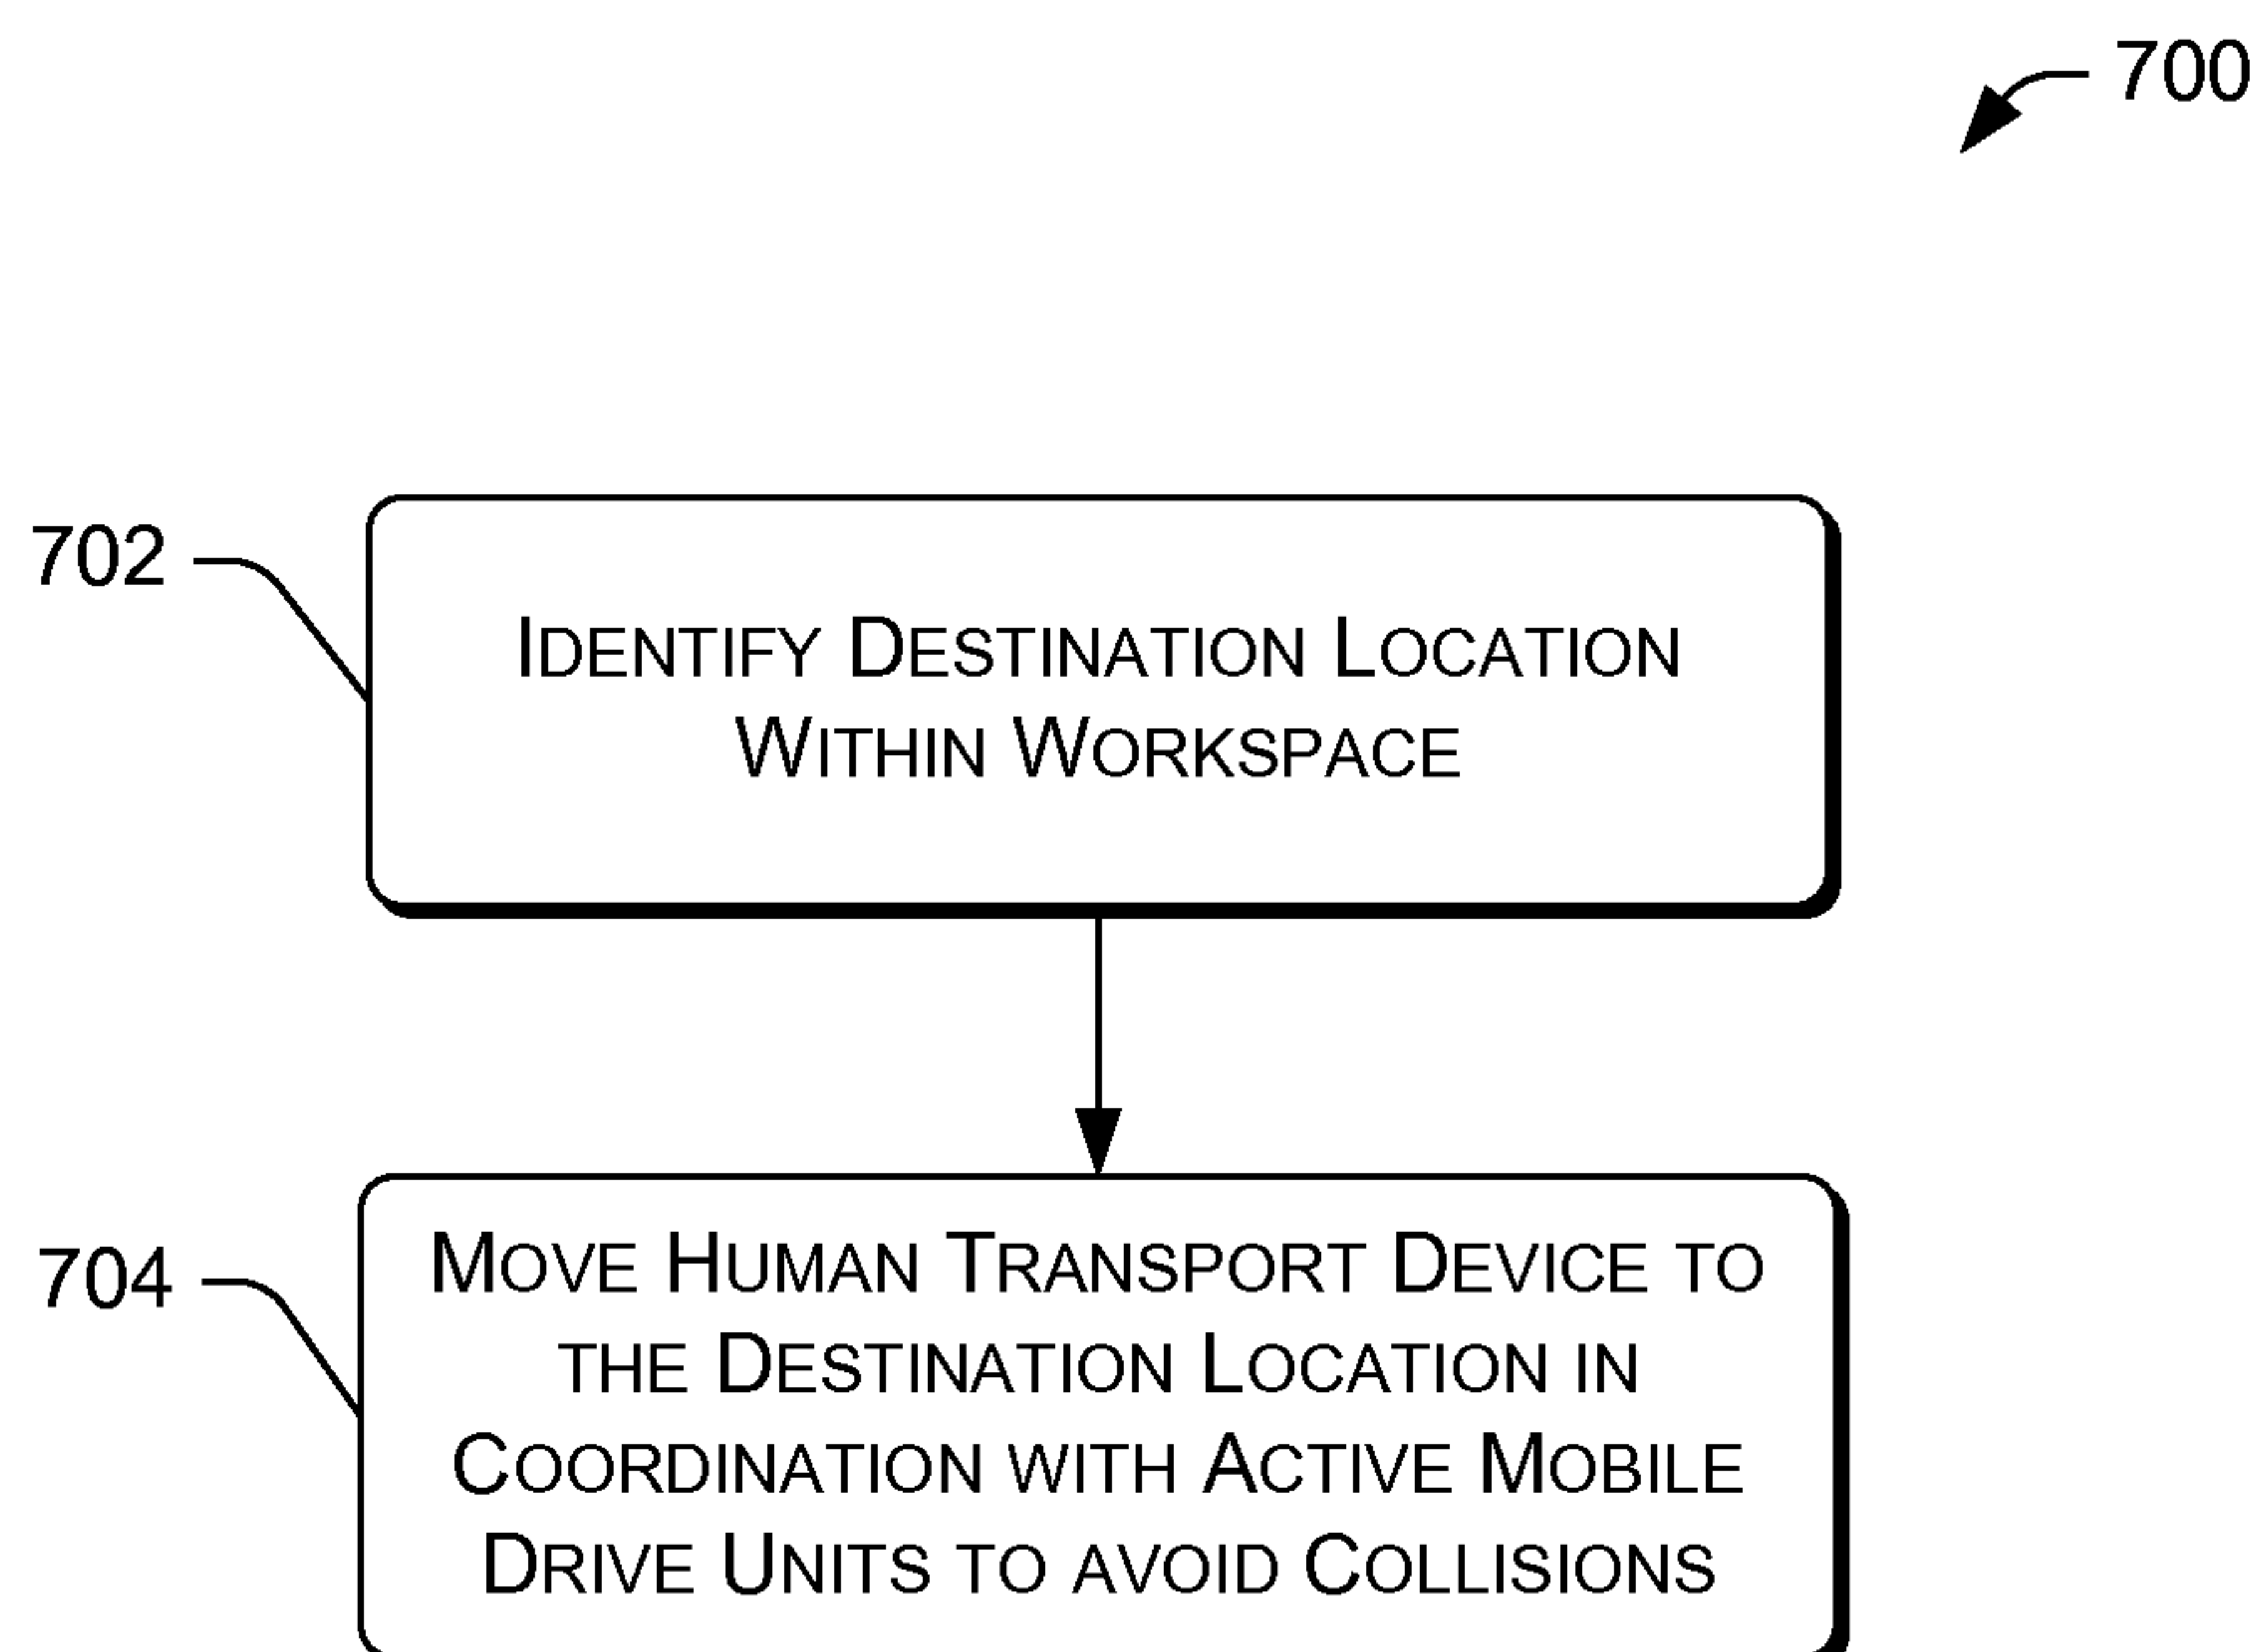 700
702
Identify Destination Location
Within Workspace
704
Move Human Transport Device to
the Destination Location in
Coordination with Active Mobile
Drive Units to avoid Collisions